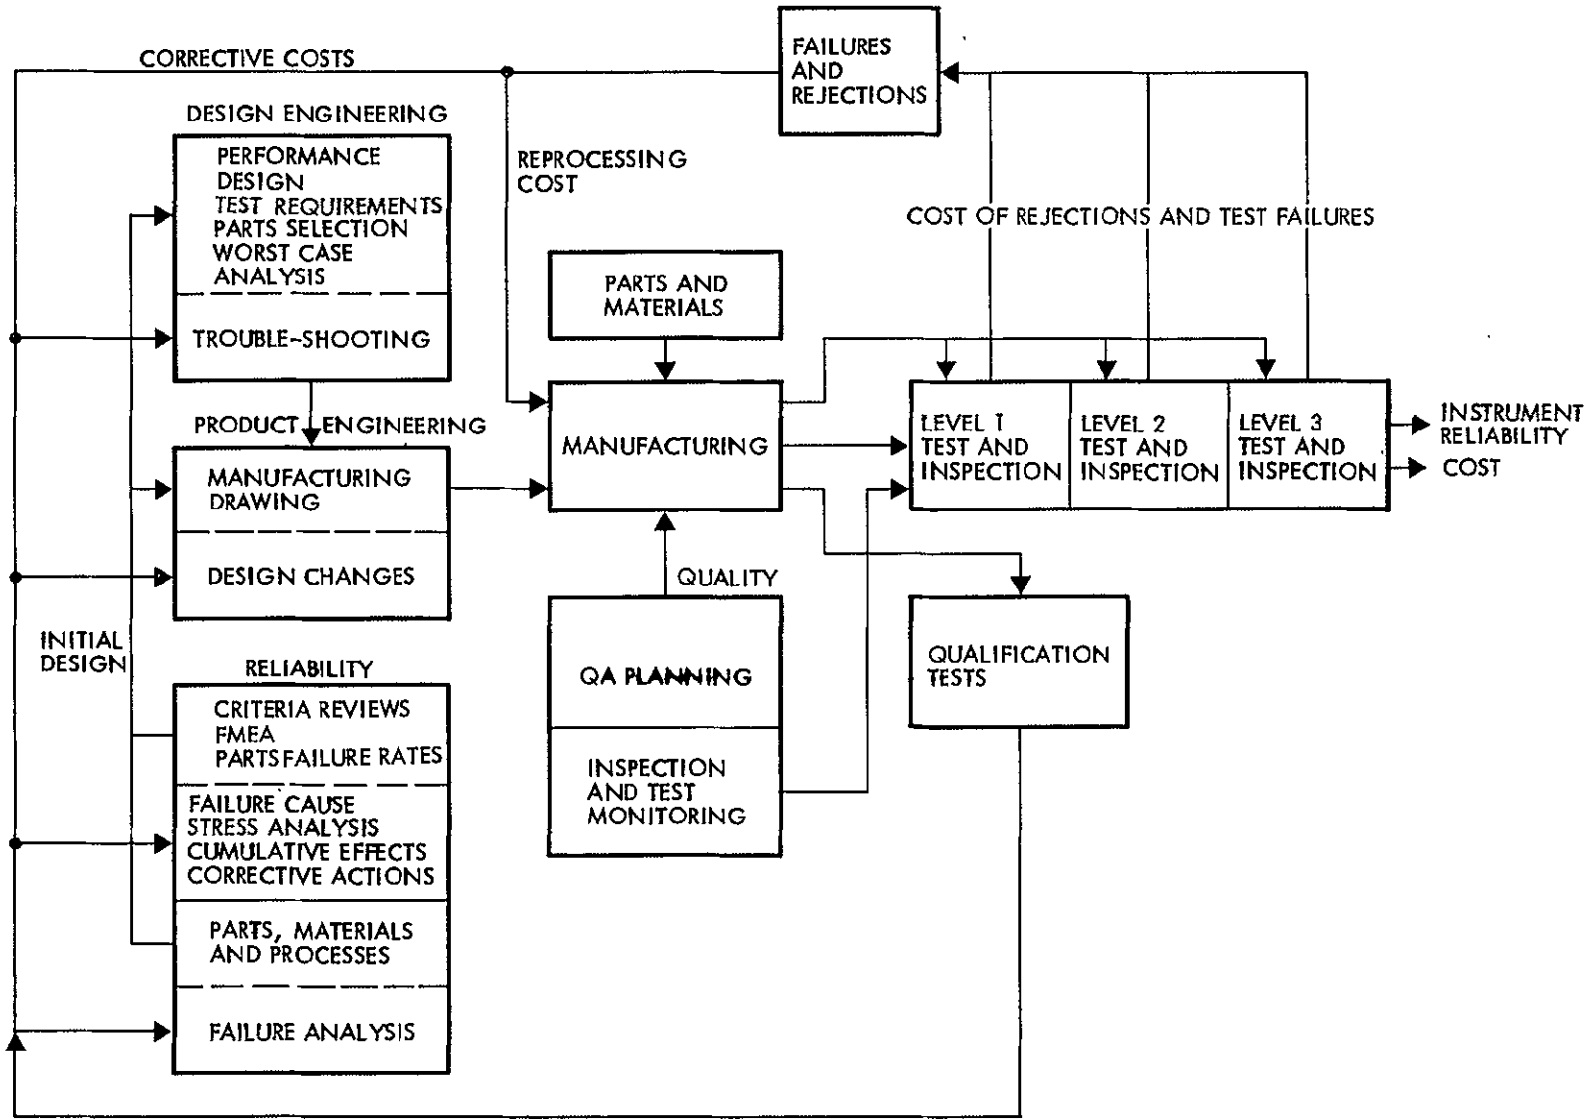 CORRECTIVE COSTS
FAILURES
AND
REJECTIONS
DESIGN ENGINEERING
PERFORMANCE
DESIGN
TEST REQUIREMENTS
PARTS SELECTION
WORST CASE
ANALYSIS
TROUBLE-SHOOTING
REPROCESSING
COST
COST OF REJECTIONS AND TEST FAILURES
PARTS AND
MATERIALS
PRODUCT ENGINEERING
MANUFACTURING
DRAWING
DESIGN CHANGES
MANUFACTURING
LEVEL 1
TEST AND
INSPECTION
LEVEL 2
TEST AND
INSPECTION
LEVEL 3
TEST AND
INSPECTION
INSTRUMENT
RELIABILITY
COST
INITIAL
DESIGN
QUALITY
QA PLANNING
INSPECTION
AND TEST
MONITORING
QUALIFICATION
TESTS
RELIABILITY
CRITERIA REVIEWS
FMEA
PARTS FAILURE RATES
FAILURE CAUSE
STRESS ANALYSIS
CUMULATIVE EFFECTS
CORRECTIVE ACTIONS
PARTS, MATERIALS
AND PROCESSES
FAILURE ANALYSIS